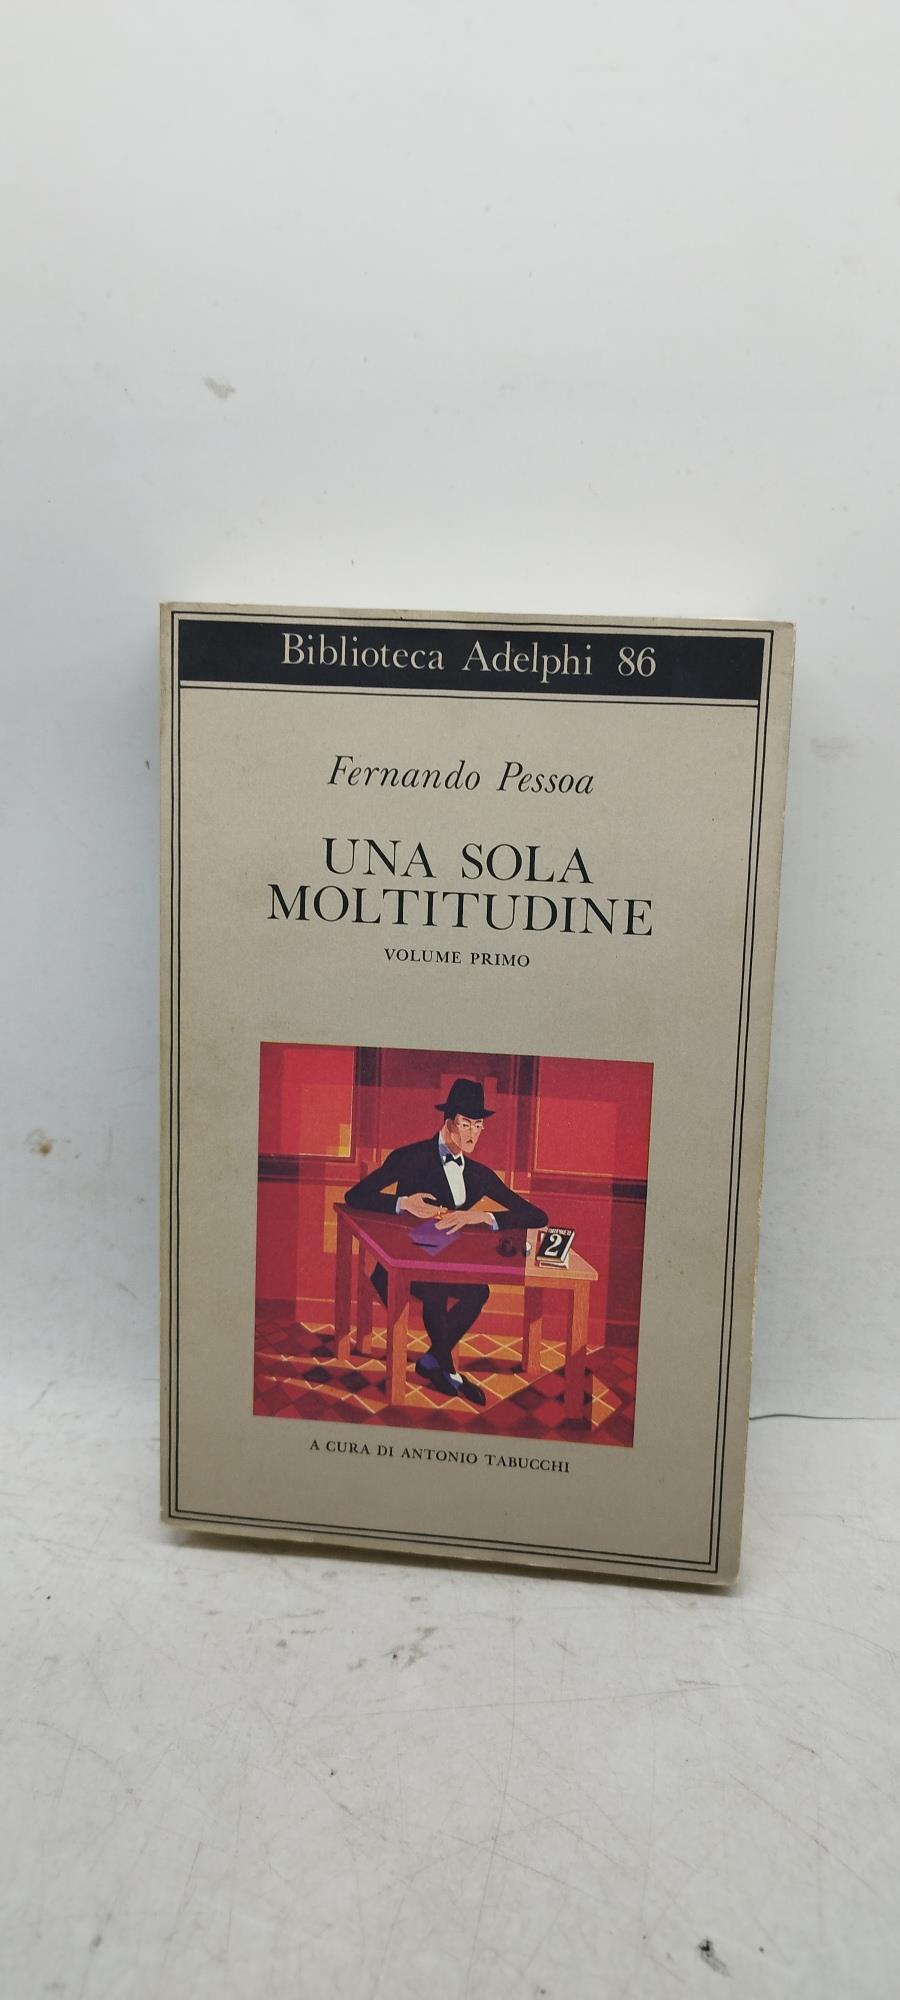 Biblioteca Adelphi 86
Fernando Pessoa
UNA SOLA
MOLTITUDINE
VOLUME PRIMO
2
A CURA DI ANTONIO TABUCCHI